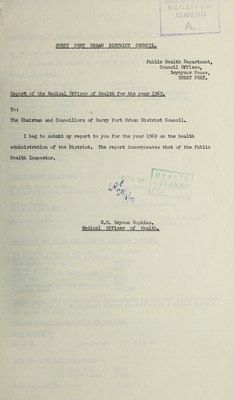 RECEIVED
A.
BURRY PORT URBAN DISTRICT COUNCIL.
Public Health Department,
Council Offices,
Brynymor House,
BURRY PORT.
Report of the Medical Officer of Health for the year 1969.
To:
The Chairman and Councillors of Burry Port Urban District Council.
I beg to submit my report to you for the year 1969 on the health
administration of the District. The report incorporates that of the Public
Health Inspector.
HEALTH
Medical Officer of Health.